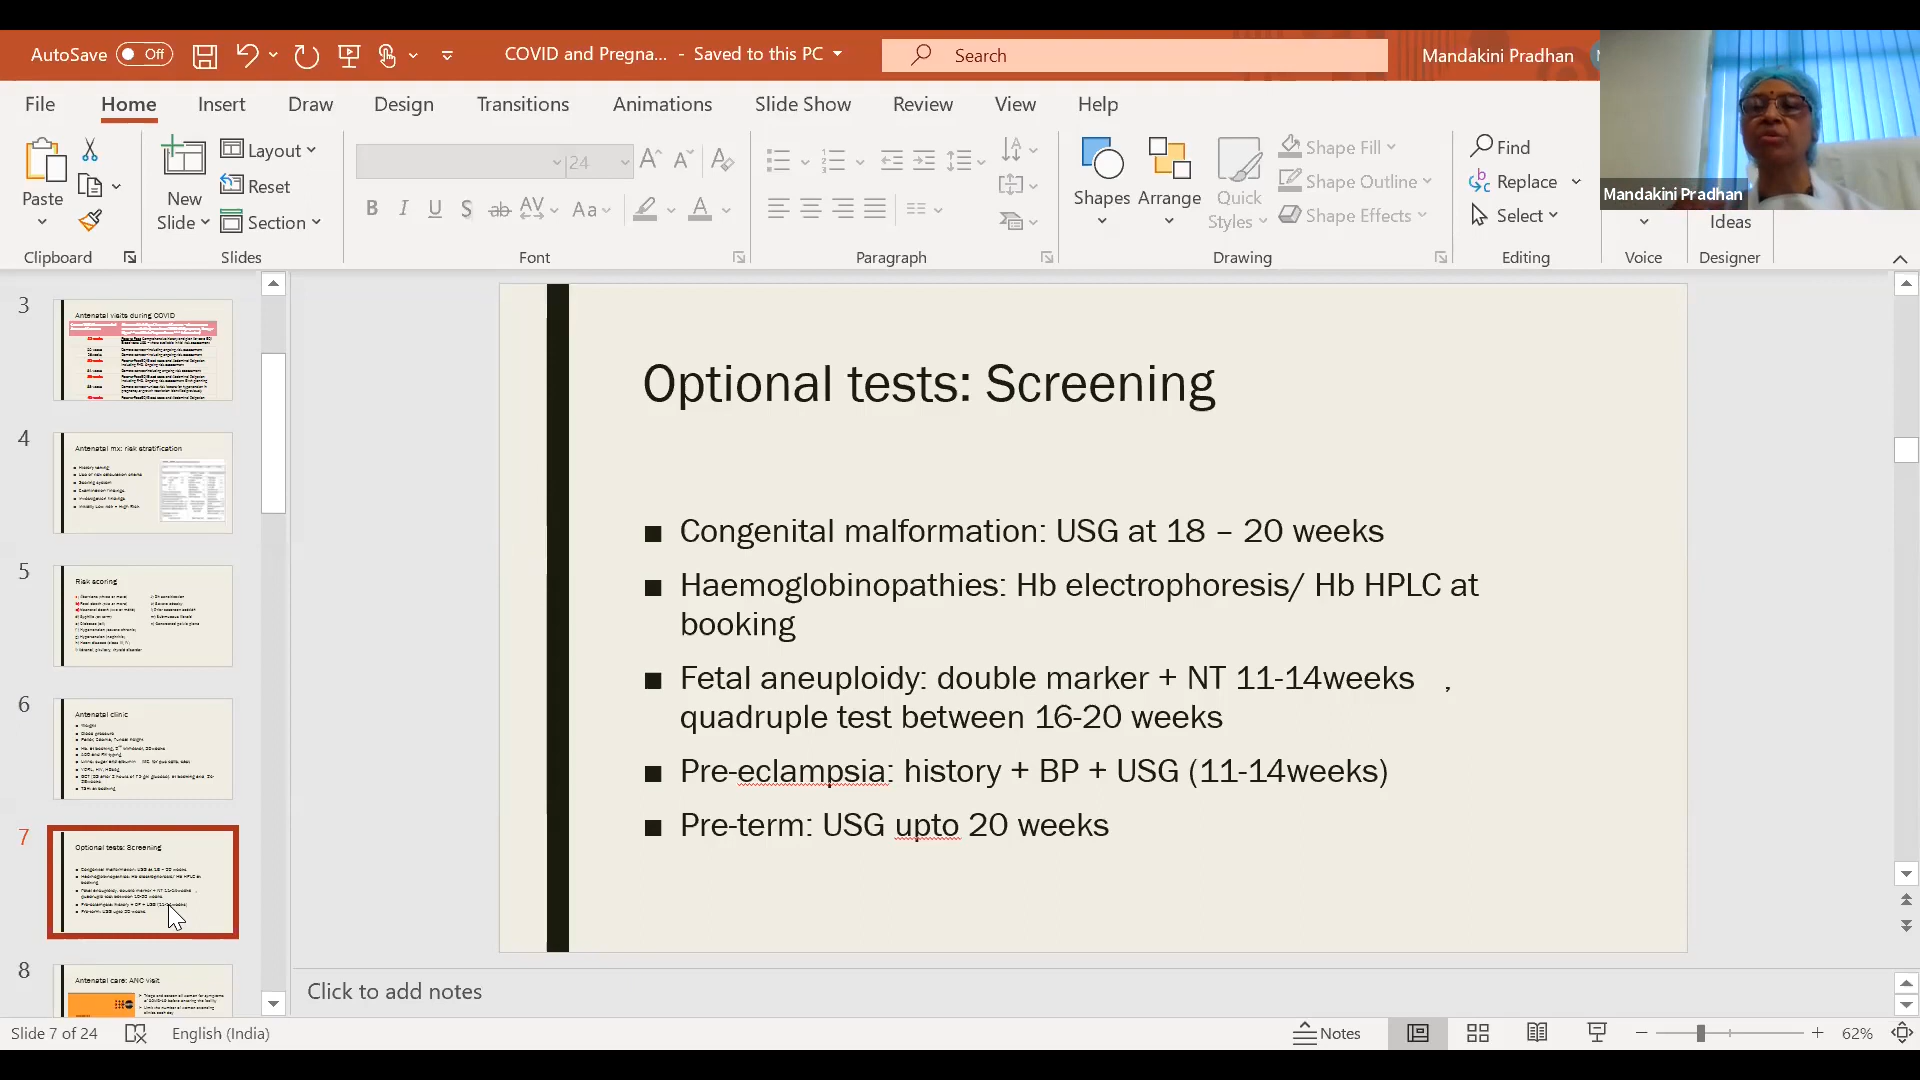 AutoSave Off COVID and Pregna... - Saved to this PC Search Mandakini Pradhan
File Home Insert Draw Design Transitions Animations Slide Show Review View Help
Paste
New
Slide
Layout
Reset
Section
24
Shapes
Arrange
Quick
Styles
Shape Fill
Shape Outline
Shape Effects
Find
Replace
Select
Ideas
Mandakini Pradhan
Clipboard Slides Font Paragraph Drawing Editing Voice Designer
3
Antenatal visits during COVID
4
Antenatal mx: risk stratification
5
Risk scoring
6
Antenatal clinic
7
Optional tests: Screening
8
Antenatal care: ANC visit
Optional tests: Screening
■ Congenital malformation: USG at 18 – 20 weeks
■ Haemoglobinopathies: Hb electrophoresis/ Hb HPLC at
booking
■ Fetal aneuploidy: double marker + NT 11-14weeks ,
quadruple test between 16-20 weeks
■ Pre-eclampsia: history + BP + USG (11-14weeks)
■ Pre-term: USG upto 20 weeks
Click to add notes
Slide 7 of 24 English (India) Notes 62%